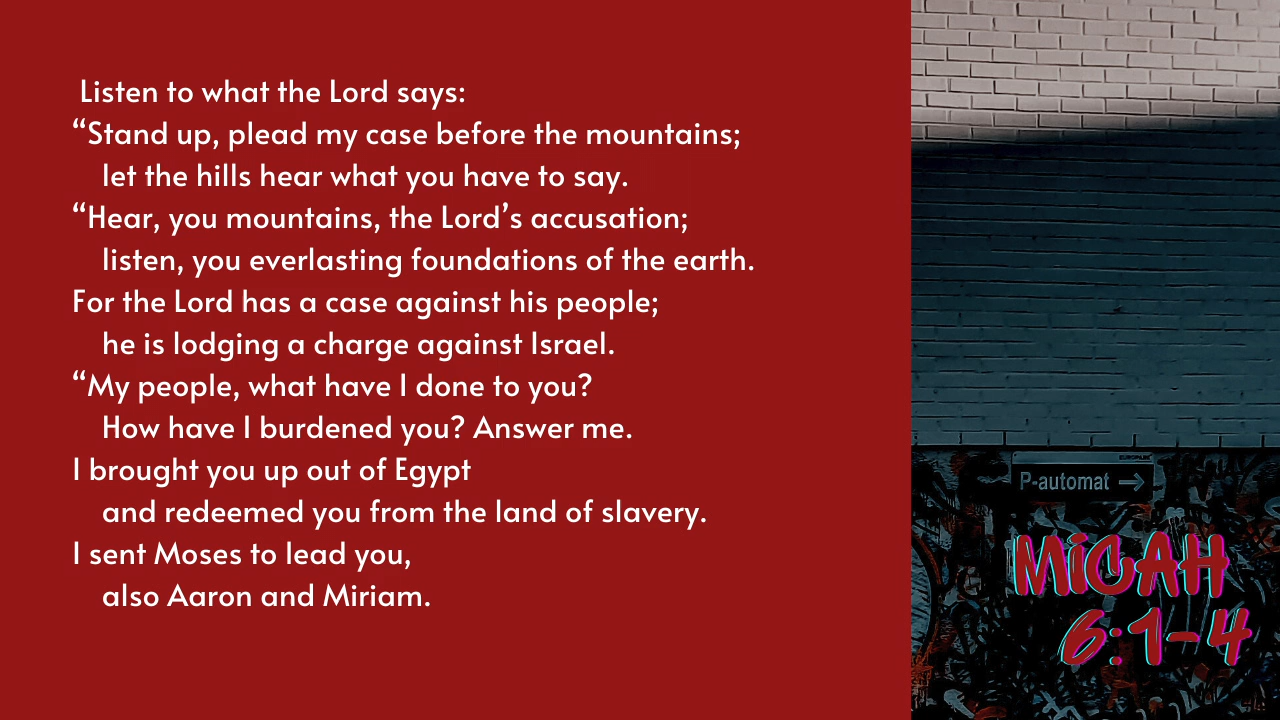 Listen to what the Lord says:
“Stand up, plead my case before the mountains;
let the hills hear what you have to say.
“Hear, you mountains, the Lord’s accusation;
listen, you everlasting foundations of the earth.
For the Lord has a case against his people;
he is lodging a charge against Israel.
“My people, what have I done to you?
How have I burdened you? Answer me.
I brought you up out of Egypt
and redeemed you from the land of slavery.
I sent Moses to lead you,
also Aaron and Miriam.
P-automat →
MiCAH
6:1-4